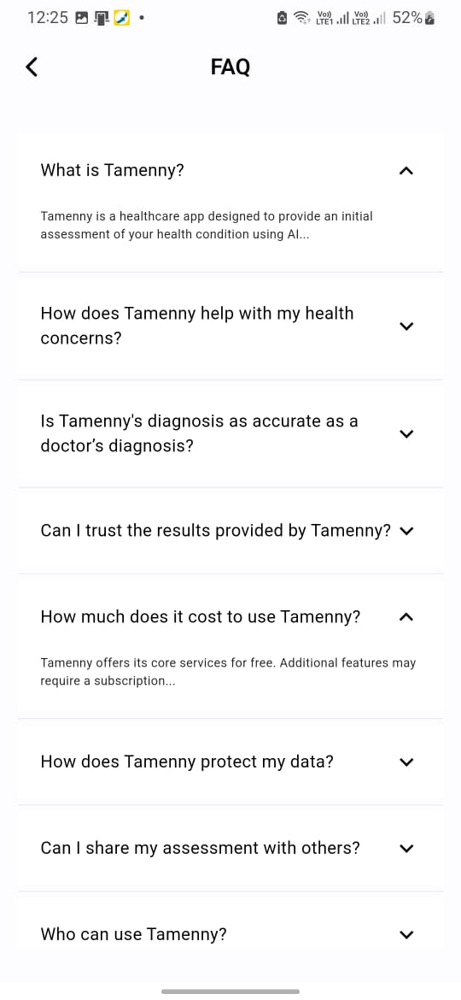 12:25
Vo)) LTE1 Vo)) LTE2 52%
FAQ
What is Tamenny?
Tamenny is a healthcare app designed to provide an initial
assessment of your health condition using AI...
How does Tamenny help with my health
concerns?
Is Tamenny's diagnosis as accurate as a
doctor’s diagnosis?
Can I trust the results provided by Tamenny?
How much does it cost to use Tamenny?
Tamenny offers its core services for free. Additional features may
require a subscription...
How does Tamenny protect my data?
Can I share my assessment with others?
Who can use Tamenny?